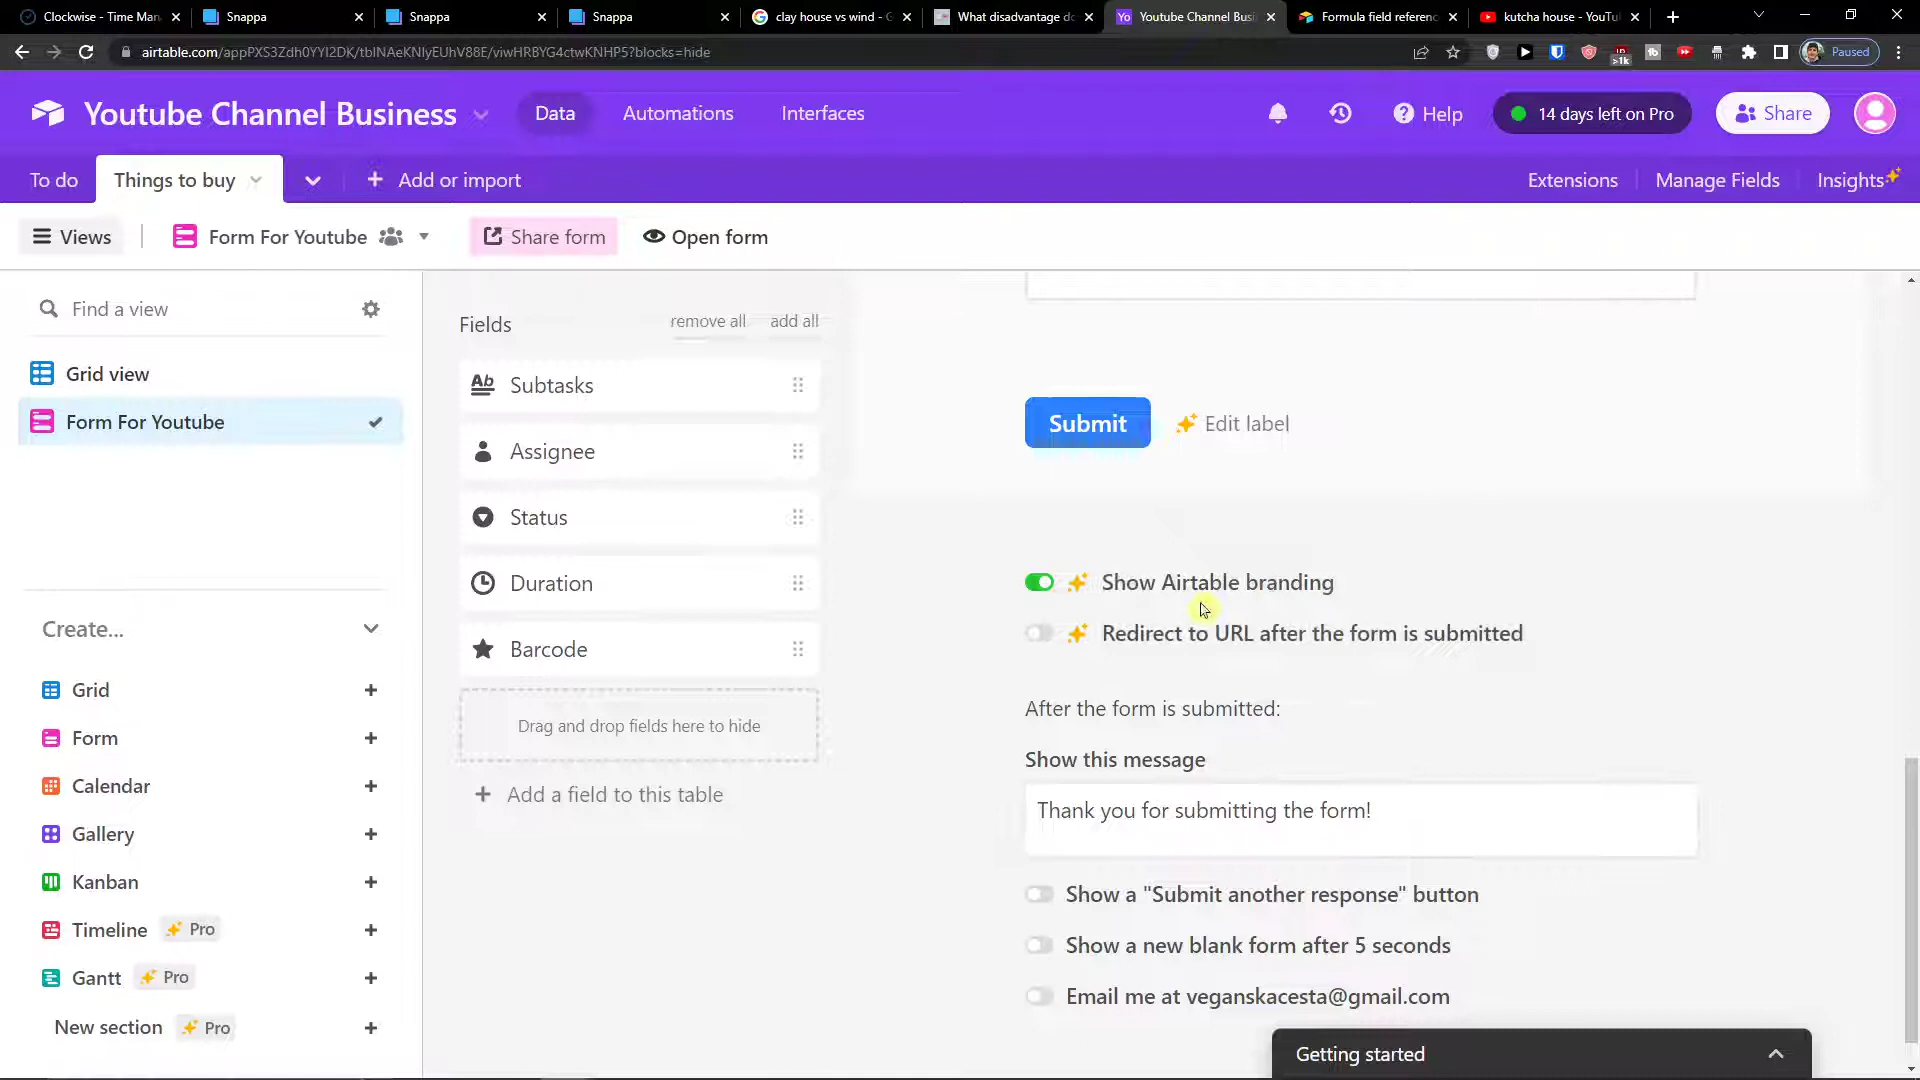 Clockwise - Time Man
Snappa
Snappa
Snappa
clay house vs wind - G
What disadvantage do
Youtube Channel Busi
Formula field referenc
kutcha house - YouTu
airtable.com/appPXS3Zdh0YYI2DK/tblNAeKNIyEUhV88E/viwHRBYG4ctwKNHP5?blocks=hide
>1k
Paused
Youtube Channel Business
Data
Automations
Interfaces
Help
14 days left on Pro
Share
To do
Things to buy
Add or import
Extensions
Manage Fields
Insights
Views
Form For Youtube
Share form
Open form
Find a view
Grid view
Form For Youtube
Create...
Grid
Form
Calendar
Gallery
Kanban
Timeline Pro
Gantt Pro
New section Pro
Fields
remove all
add all
Subtasks
Assignee
Status
Duration
Barcode
Drag and drop fields here to hide
Add a field to this table
Submit
Edit label
Show Airtable branding
Redirect to URL after the form is submitted
After the form is submitted:
Show this message
Thank you for submitting the form!
Show a "Submit another response" button
Show a new blank form after 5 seconds
Email me at veganskacesta@gmail.com
Getting started